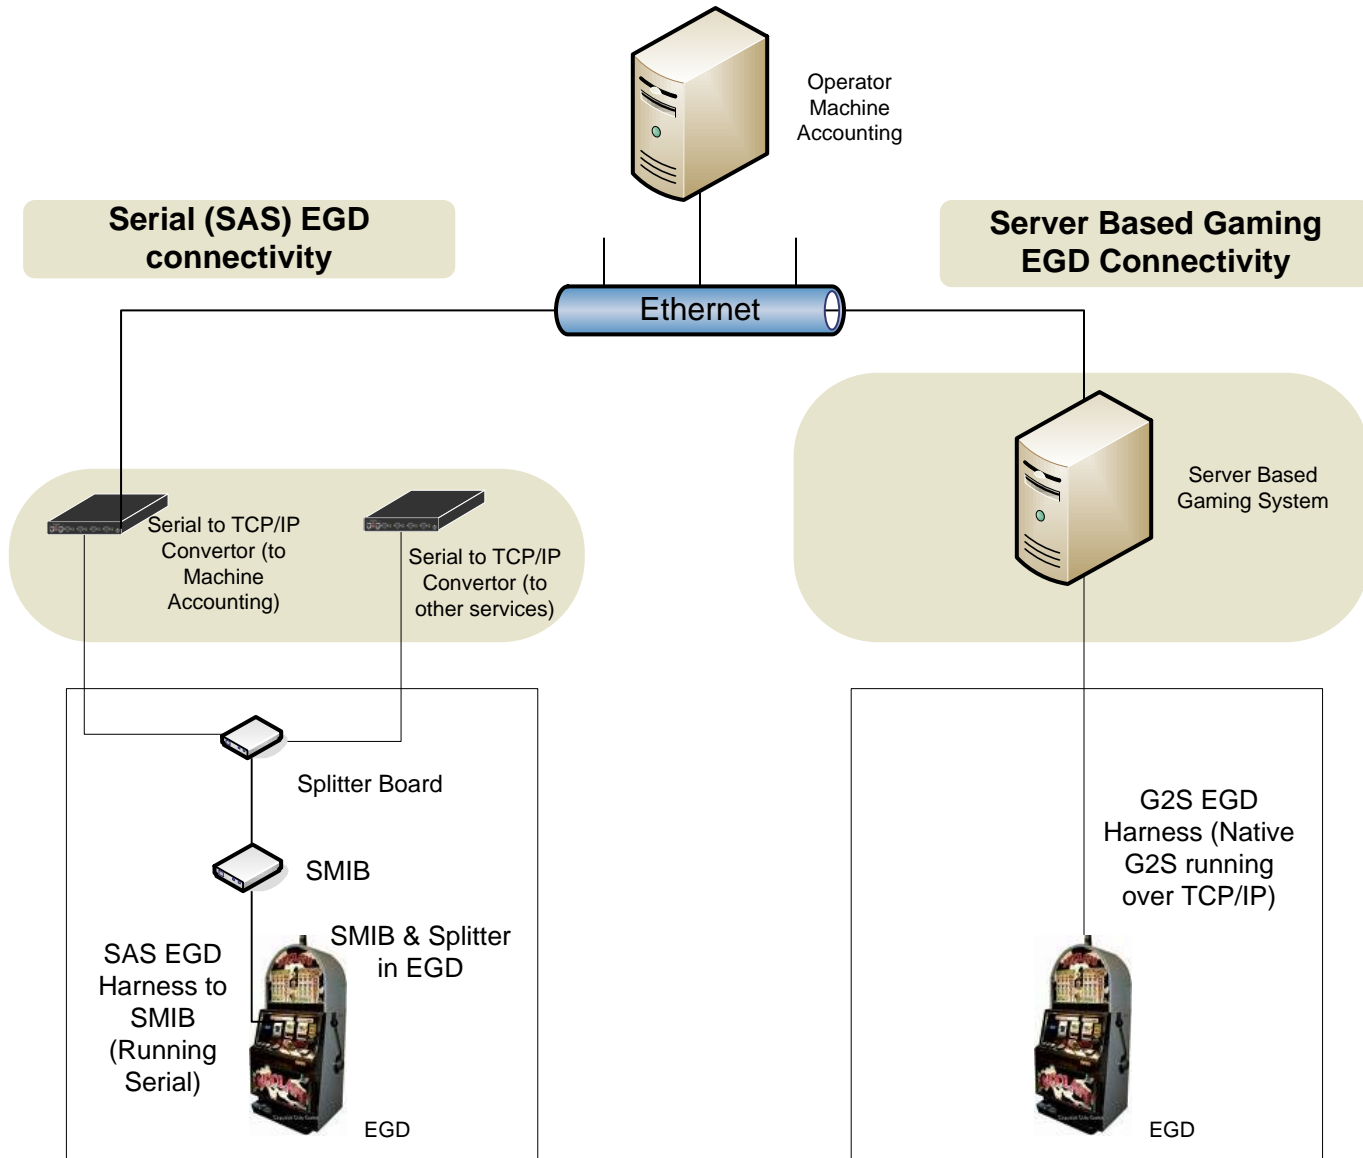 Operator
Machine
Accounting
Serial (SAS) EGD
connectivity
Server Based Gaming
EGD Connectivity
Ethernet
Serial to TCP/IP
Convertor (to
Machine
Accounting)
Serial to TCP/IP
Convertor (to
other services)
Server Based
Gaming System
Splitter Board
SMIB
SMIB & Splitter
in EGD
SAS EGD
Harness to
SMIB
(Running
Serial)
EGD
G2S EGD
Harness (Native
G2S running
over TCP/IP)
EGD